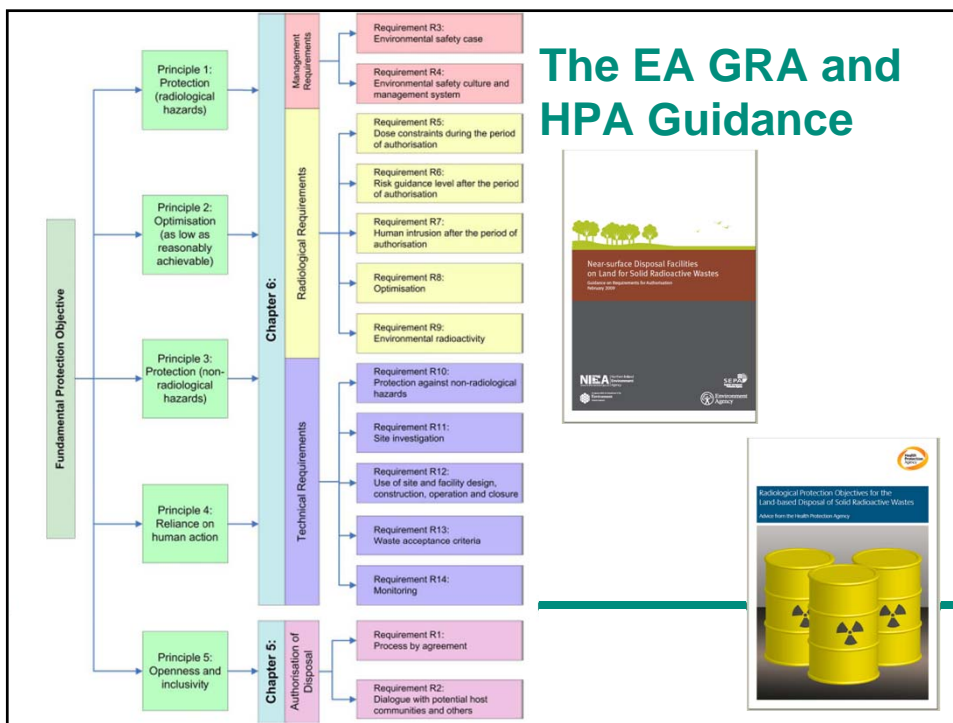 The EA GRA and
HPA Guidance
Fundamental Protection Objective
Principle 1:
Protection
(radiological
hazards)
Principle 2:
Optimisation
(as low as
reasonably
achievable)
Principle 3:
Protection (non-
radiological
hazards)
Principle 4:
Reliance on
human action
Principle 5:
Openness and
inclusivity
Chapter 6:
Management
Requirements
Radiological Requirements
Technical Requirements
Chapter 5:
Authorisation of
Disposal
Requirement R3:
Environmental safety case
Requirement R4:
Environmental safety culture and
management system
Requirement R5:
Dose constraints during the period
of authorisation
Requirement R6:
Risk guidance level after the period
of authorisation
Requirement R7:
Human intrusion after the period of
authorisation
Requirement R8:
Optimisation
Requirement R9:
Environmental radioactivity
Requirement R10:
Protection against non-radiological
hazards
Requirement R11:
Site investigation
Requirement R12:
Use of site and facility design,
construction, operation and closure
Requirement R13:
Waste acceptance criteria
Requirement R14:
Monitoring
Requirement R1:
Process by agreement
Requirement R2:
Dialogue with potential host
communities and others
Near-surface Disposal Facilities
on Land for Solid Radioactive Wastes
Guidance on Requirements for Authorisation
February 2009
NIEA
Northern Ireland
Environment
Agency
SEPA
Environment
Agency
Health
Protection
Agency
Radiological Protection Objectives for the
Land-based Disposal of Solid Radioactive Wastes
Advice from the Health Protection Agency